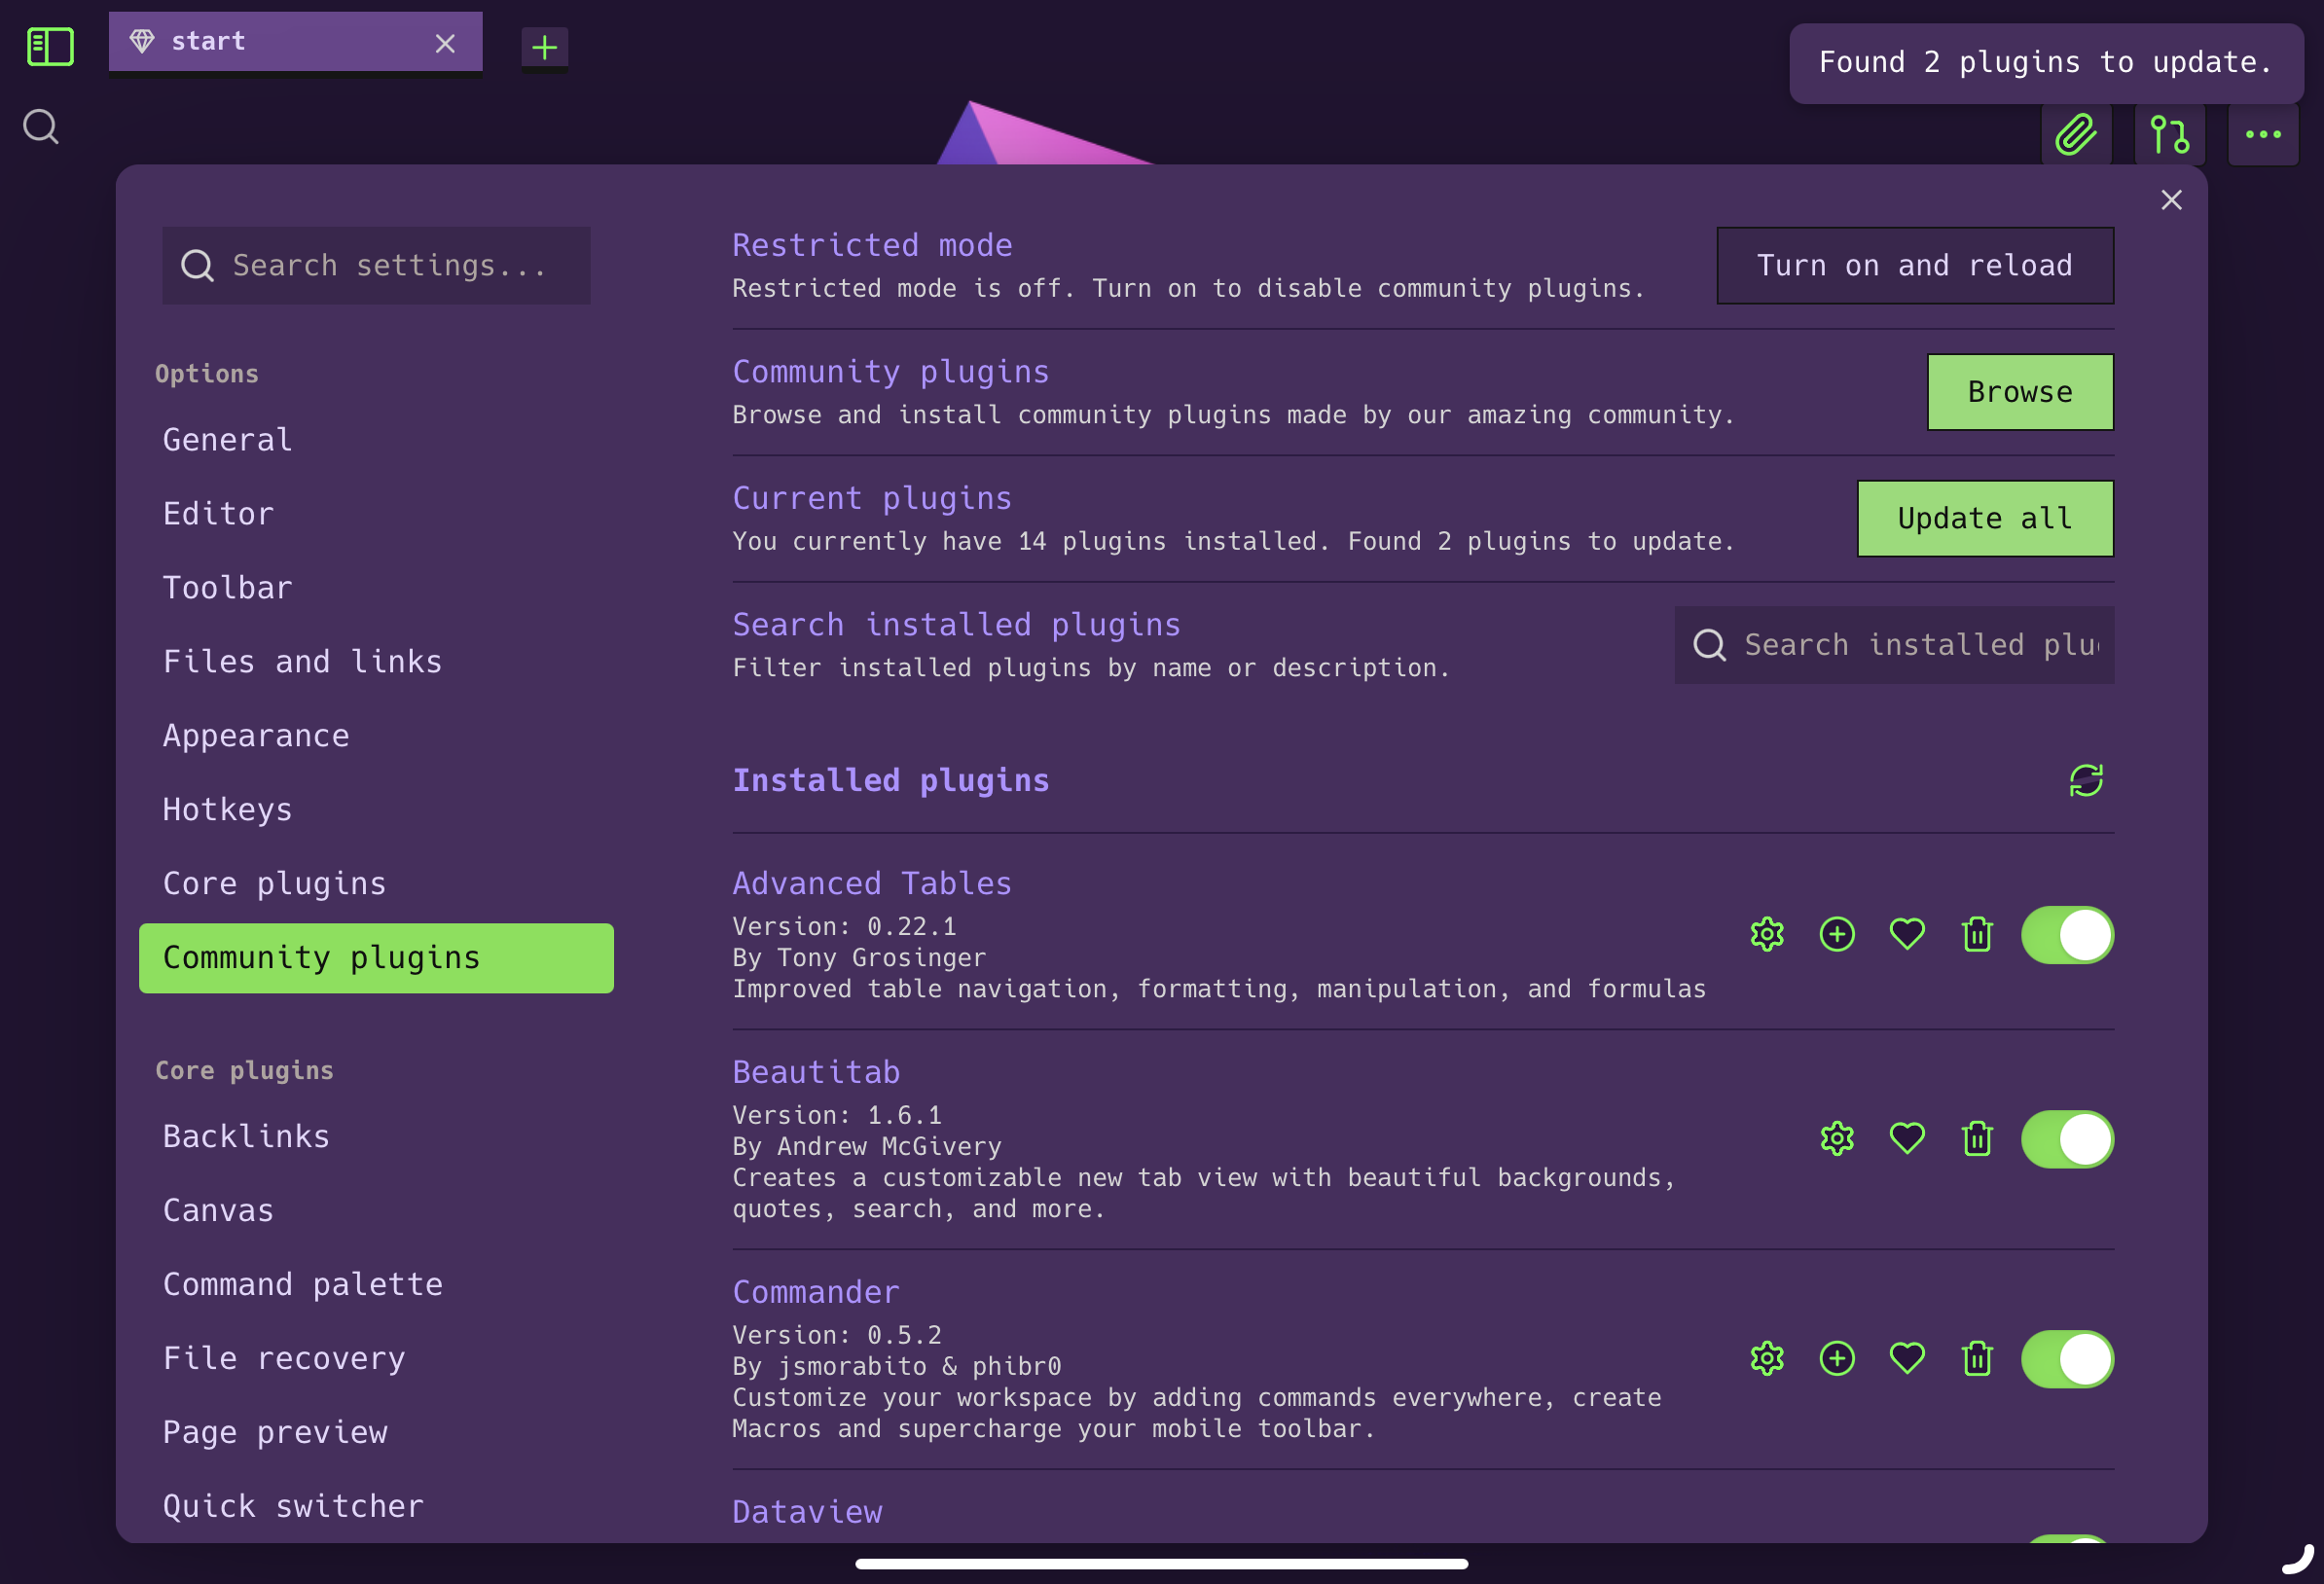 start
Found 2 plugins to update.
Search settings...
Options
General
Editor
Toolbar
Files and links
Appearance
Hotkeys
Core plugins
Community plugins
Core plugins
Backlinks
Canvas
Command palette
File recovery
Page preview
Quick switcher
Restricted mode
Restricted mode is off. Turn on to disable community plugins.
Turn on and reload
Community plugins
Browse and install community plugins made by our amazing community.
Browse
Current plugins
You currently have 14 plugins installed. Found 2 plugins to update.
Update all
Search installed plugins
Filter installed plugins by name or description.
Search installed plu
Installed plugins
Advanced Tables
Version: 0.22.1
By Tony Grosinger
Improved table navigation, formatting, manipulation, and formulas
Beautitab
Version: 1.6.1
By Andrew McGivery
Creates a customizable new tab view with beautiful backgrounds,
quotes, search, and more.
Commander
Version: 0.5.2
By jsmorabito & phibr0
Customize your workspace by adding commands everywhere, create
Macros and supercharge your mobile toolbar.
Dataview